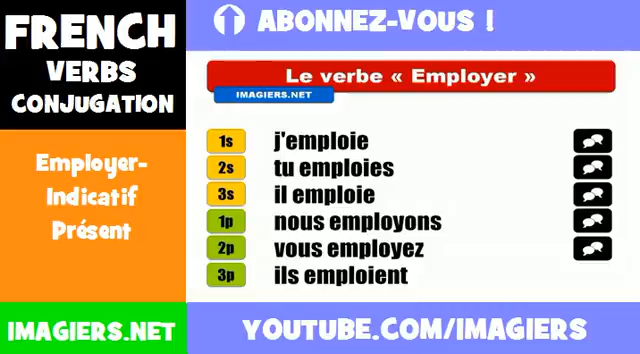 FRENCH
VERBS
CONJUGATION
Employer-
Indicatif
Présent
IMAGIERS.NET
ABONNEZ-VOUS !
Le verbe « Employer »
IMAGIERS.NET
1s j'emploie
2s tu emploies
3s il emploie
1p nous employons
2p vous employez
3p ils emploient
YOUTUBE.COM/IMAGIERS